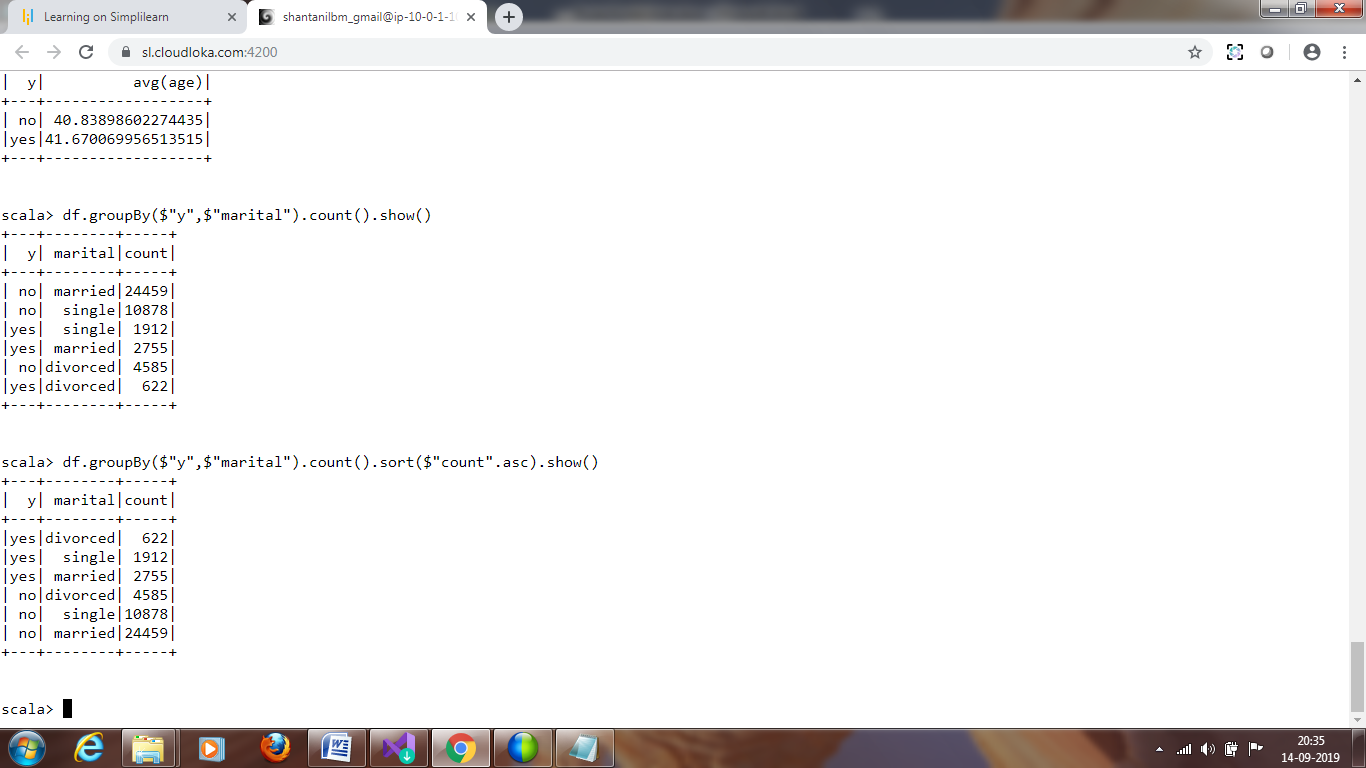 Learning on Simplilearn
shantanilbm_gmail@ip-10-0-1-10
sl.cloudloka.com:4200
|  y|          avg(age)|
+---+------------------+
| no| 40.83898602274435|
|yes|41.670069956513515|
+---+------------------+
scala> df.groupBy($"y",$"marital").count().show()
+---+--------+-----+
|  y| marital|count|
+---+--------+-----+
| no| married|24459|
| no|  single|10878|
|yes|  single| 1912|
|yes| married| 2755|
| no|divorced| 4585|
|yes|divorced|  622|
+---+--------+-----+
scala> df.groupBy($"y",$"marital").count().sort($"count".asc).show()
+---+--------+-----+
|  y| marital|count|
+---+--------+-----+
|yes|divorced|  622|
|yes|  single| 1912|
|yes| married| 2755|
| no|divorced| 4585|
| no|  single|10878|
| no| married|24459|
+---+--------+-----+
scala>
20:35
14-09-2019